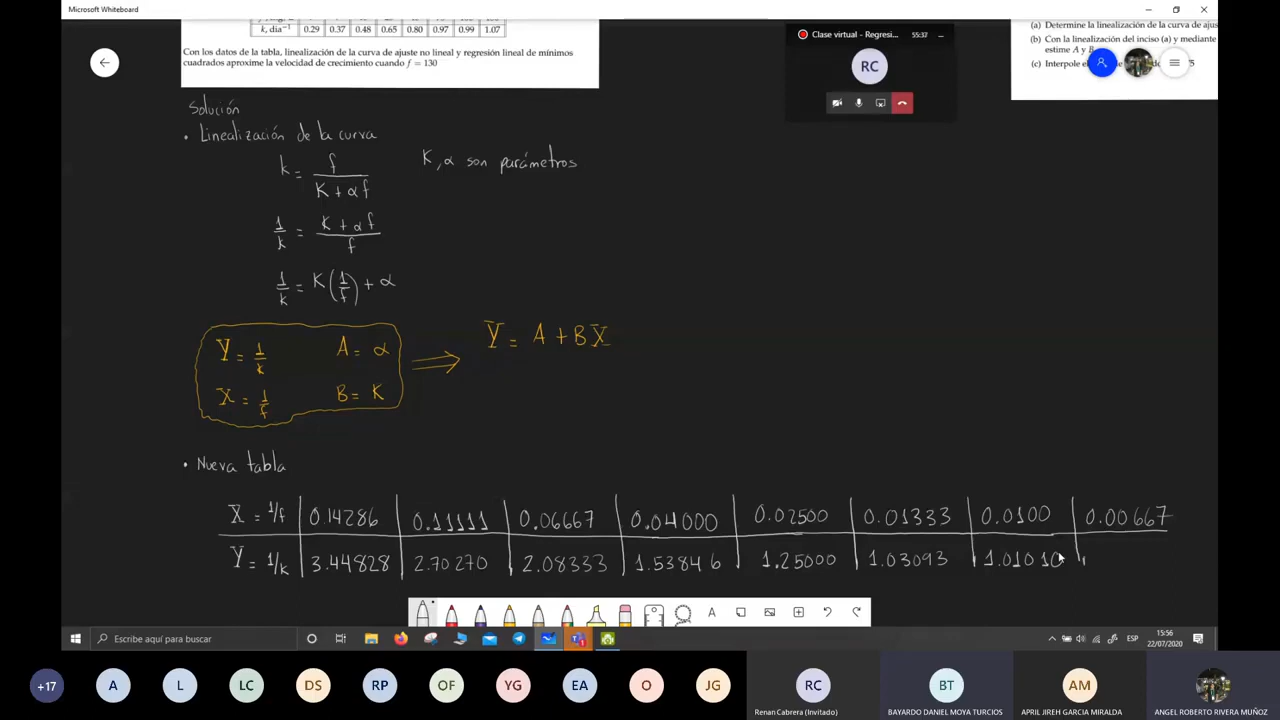 Microsoft Whiteboard
k, dia⁻¹ 0.29 0.37 0.48 0.65 0.80 0.97 0.99 1.07
Con los datos de la tabla, linealización de la curva de ajuste no lineal y regresión lineal de mínimos
cuadrados aproxime la velocidad de crecimiento cuando f = 130
Clase virtual - Regresi... 55:37
RC
(a) Determine la linealización de la curva de ajus
(b) Con la linealización del inciso (a) y mediante
estime A y B
(c) Interpole e
Solución
• Linealización de la curva
k = f / (K + α f)
K, α son parámetros
1/k = (K + α f) / f
1/k = K(1/f) + α
Y = 1/k A = α
X = 1/f B = K
⟹ Y = A + BX
• Nueva tabla
X = 1/f 0.14286 0.11111 0.06667 0.04000 0.02500 0.01333 0.0100 0.00667
Y = 1/k 3.44828 2.70270 2.08333 1.53846 1.25000 1.03093 1.01010
Escribe aquí para buscar
ESP
15:56
22/07/2020
+17 A L LC DS RP OF YG EA O JG RC BT AM
Renan Cabrera (Invitado) BAYARDO DANIEL MOYA TURCIOS APRIL JIREH GARCIA MIRALDA ANGEL ROBERTO RIVERA MUÑOZ